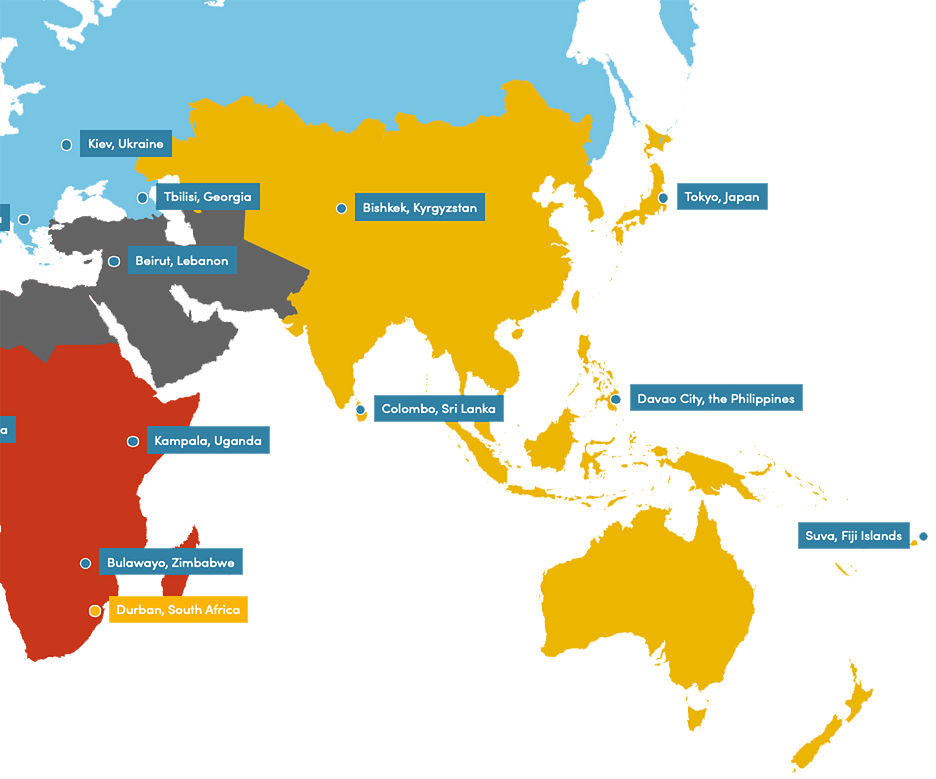 Kiev, Ukraine
Tbilisi, Georgia
Tokyo, Japan
Bishkek, Kyrgyzstan
a
Beirut, Lebanon
Davao City, the Philippines
Colombo, Sri Lanka
a
Kampala, Uganda
Suva, Fiji Islands
Bulawayo, Zimbabwe
Durban, South Africa